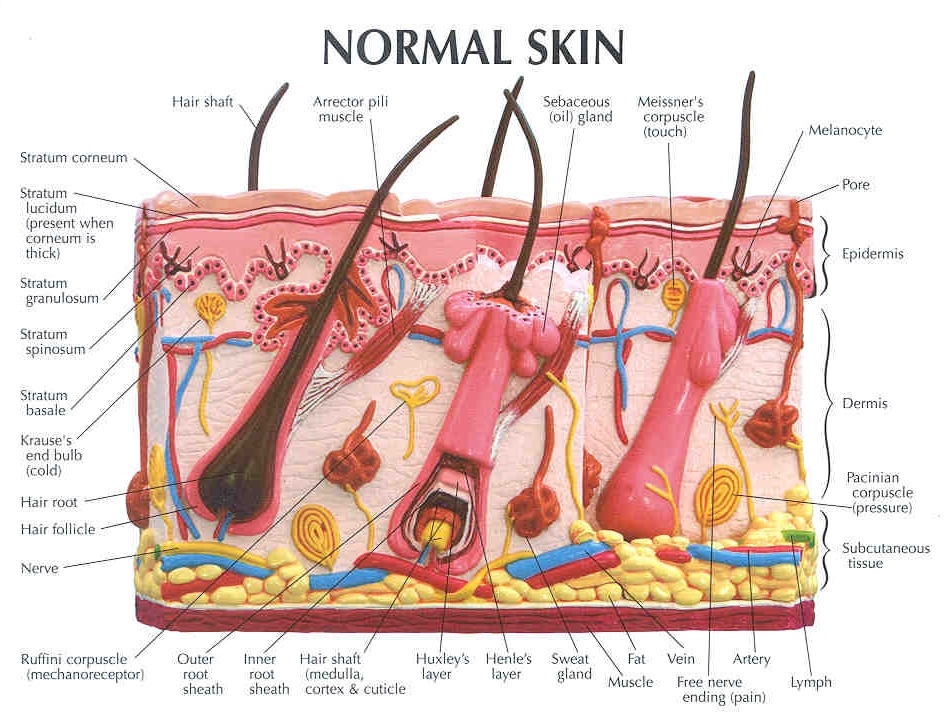 NORMAL SKIN
Hair shaft
Arrector pili
muscle
Sebaceous
(oil) gland
Meissner's
corpuscle
(touch)
Melanocyte
Pore
Epidermis
Dermis
Pacinian
corpuscle
(pressure)
Subcutaneous
tissue
Stratum corneum
Stratum
lucidum
(present when
corneum is
thick)
Stratum
granulosum
Stratum
spinosum
Stratum
basale
Krause's
end bulb
(cold)
Hair root
Hair follicle
Nerve
Ruffini corpuscle
(mechanoreceptor)
Outer
root
sheath
Inner
root
sheath
Hair shaft
(medulla,
cortex & cuticle
Huxley's
layer
Henle's
layer
Sweat
gland
Muscle
Fat
Vein
Free nerve
ending (pain)
Artery
Lymph